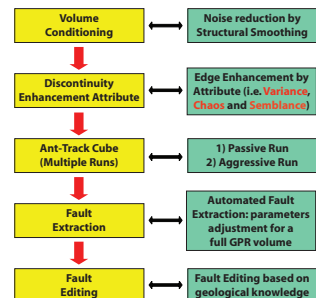 Volume
Conditioning
Noise reduction by
Structural Smoothing
Discontinuity
Enhancement Attribute
Edge Enhancement by
Attribute (i.e. Variance,
Chaos and Semblance)
Ant-Track Cube
(Multiple Runs)
1) Passive Run
2) Aggressive Run
Fault
Extraction
Automated Fault
Extraction: parameters
adjustment for a
full GPR volume
Fault
Editing
Fault Editing based on
geological knowledge